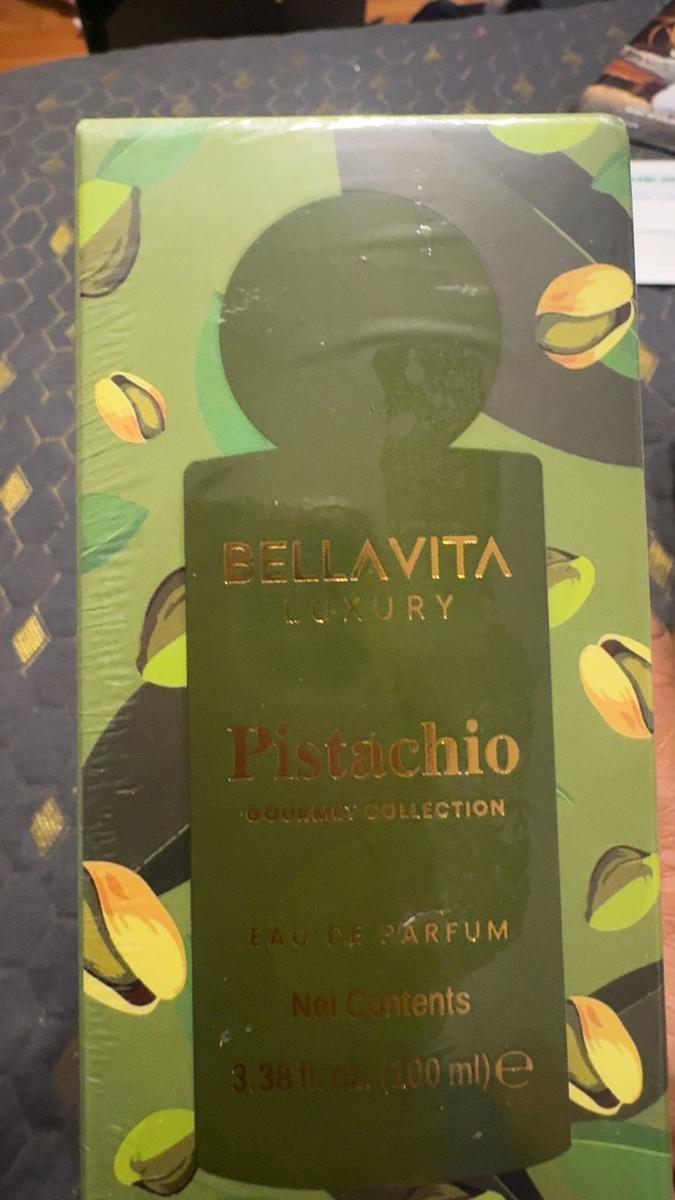 BELLAVITA
LUXURY
Pistachio
GOURMET COLLECTION
EAU DE PARFUM
Net Contents
3.38 fl. oz. (100 ml) ℮